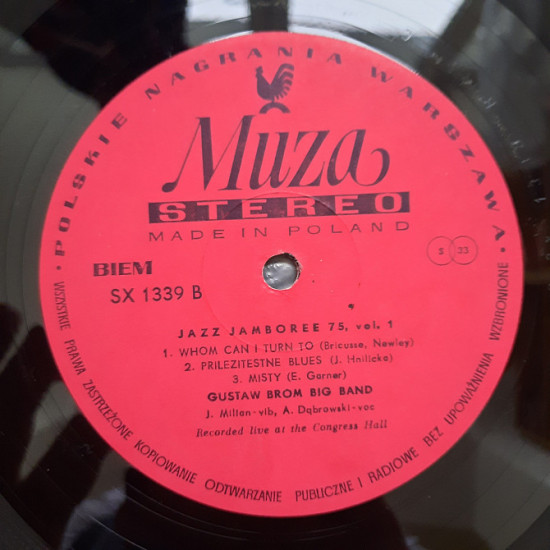 • POLSKIE NAGRANIA WARSZAWA •
Muza
STEREO
MADE IN POLAND
BIEM
SX 1339 B
S 33
JAZZ JAMBOREE 75, vol. 1
1. WHOM CAN I TURN TO (Bricusse, Newley)
2. PRILEZITESTNE BLUES (J. Hnilicka)
3. MISTY (E. Garner)
GUSTAW BROM BIG BAND
J. Milian-vib, A. Dąbrowski-voc
Recorded live at the Congress Hall
WSZYSTKIE PRAWA ZASTRZEŻONE KOPIOWANIE ODTWARZANIE PUBLICZNE I RADIOWE BEZ UPOWAŻNIENIA WZBRONIONE